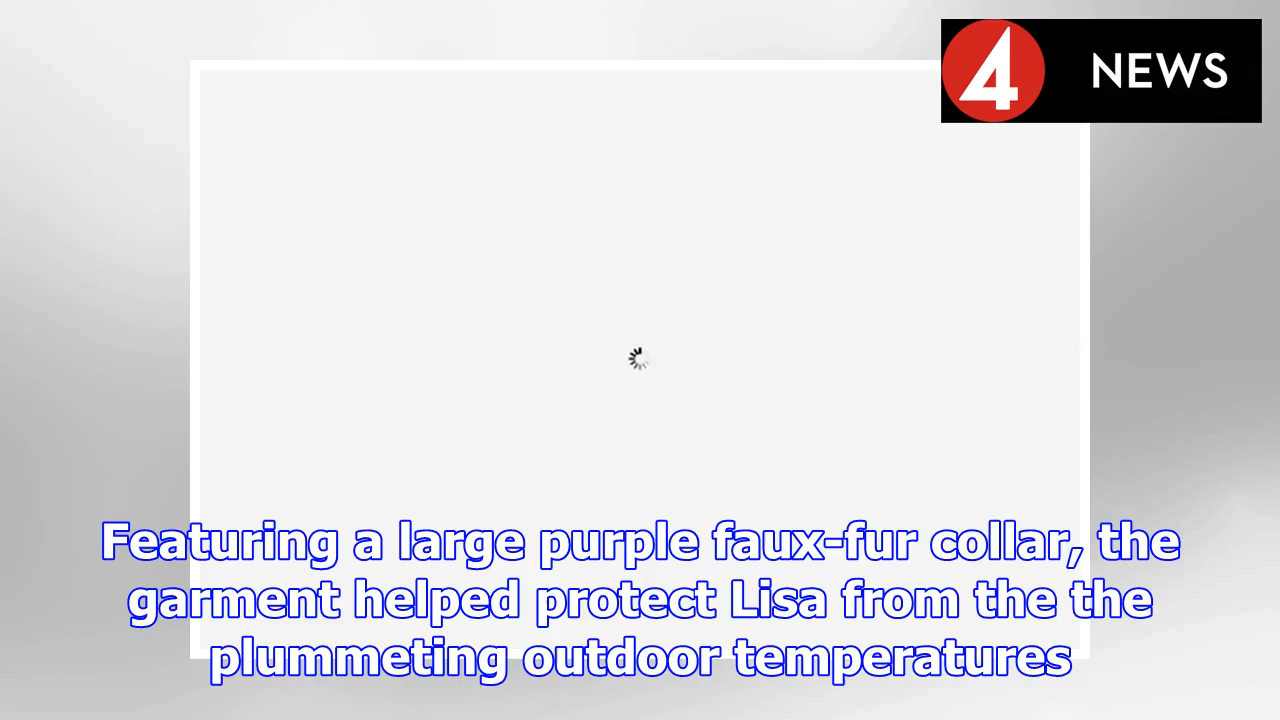 4 NEWS
Featuring a large purple faux-fur collar, the
garment helped protect Lisa from the the
plummeting outdoor temperatures